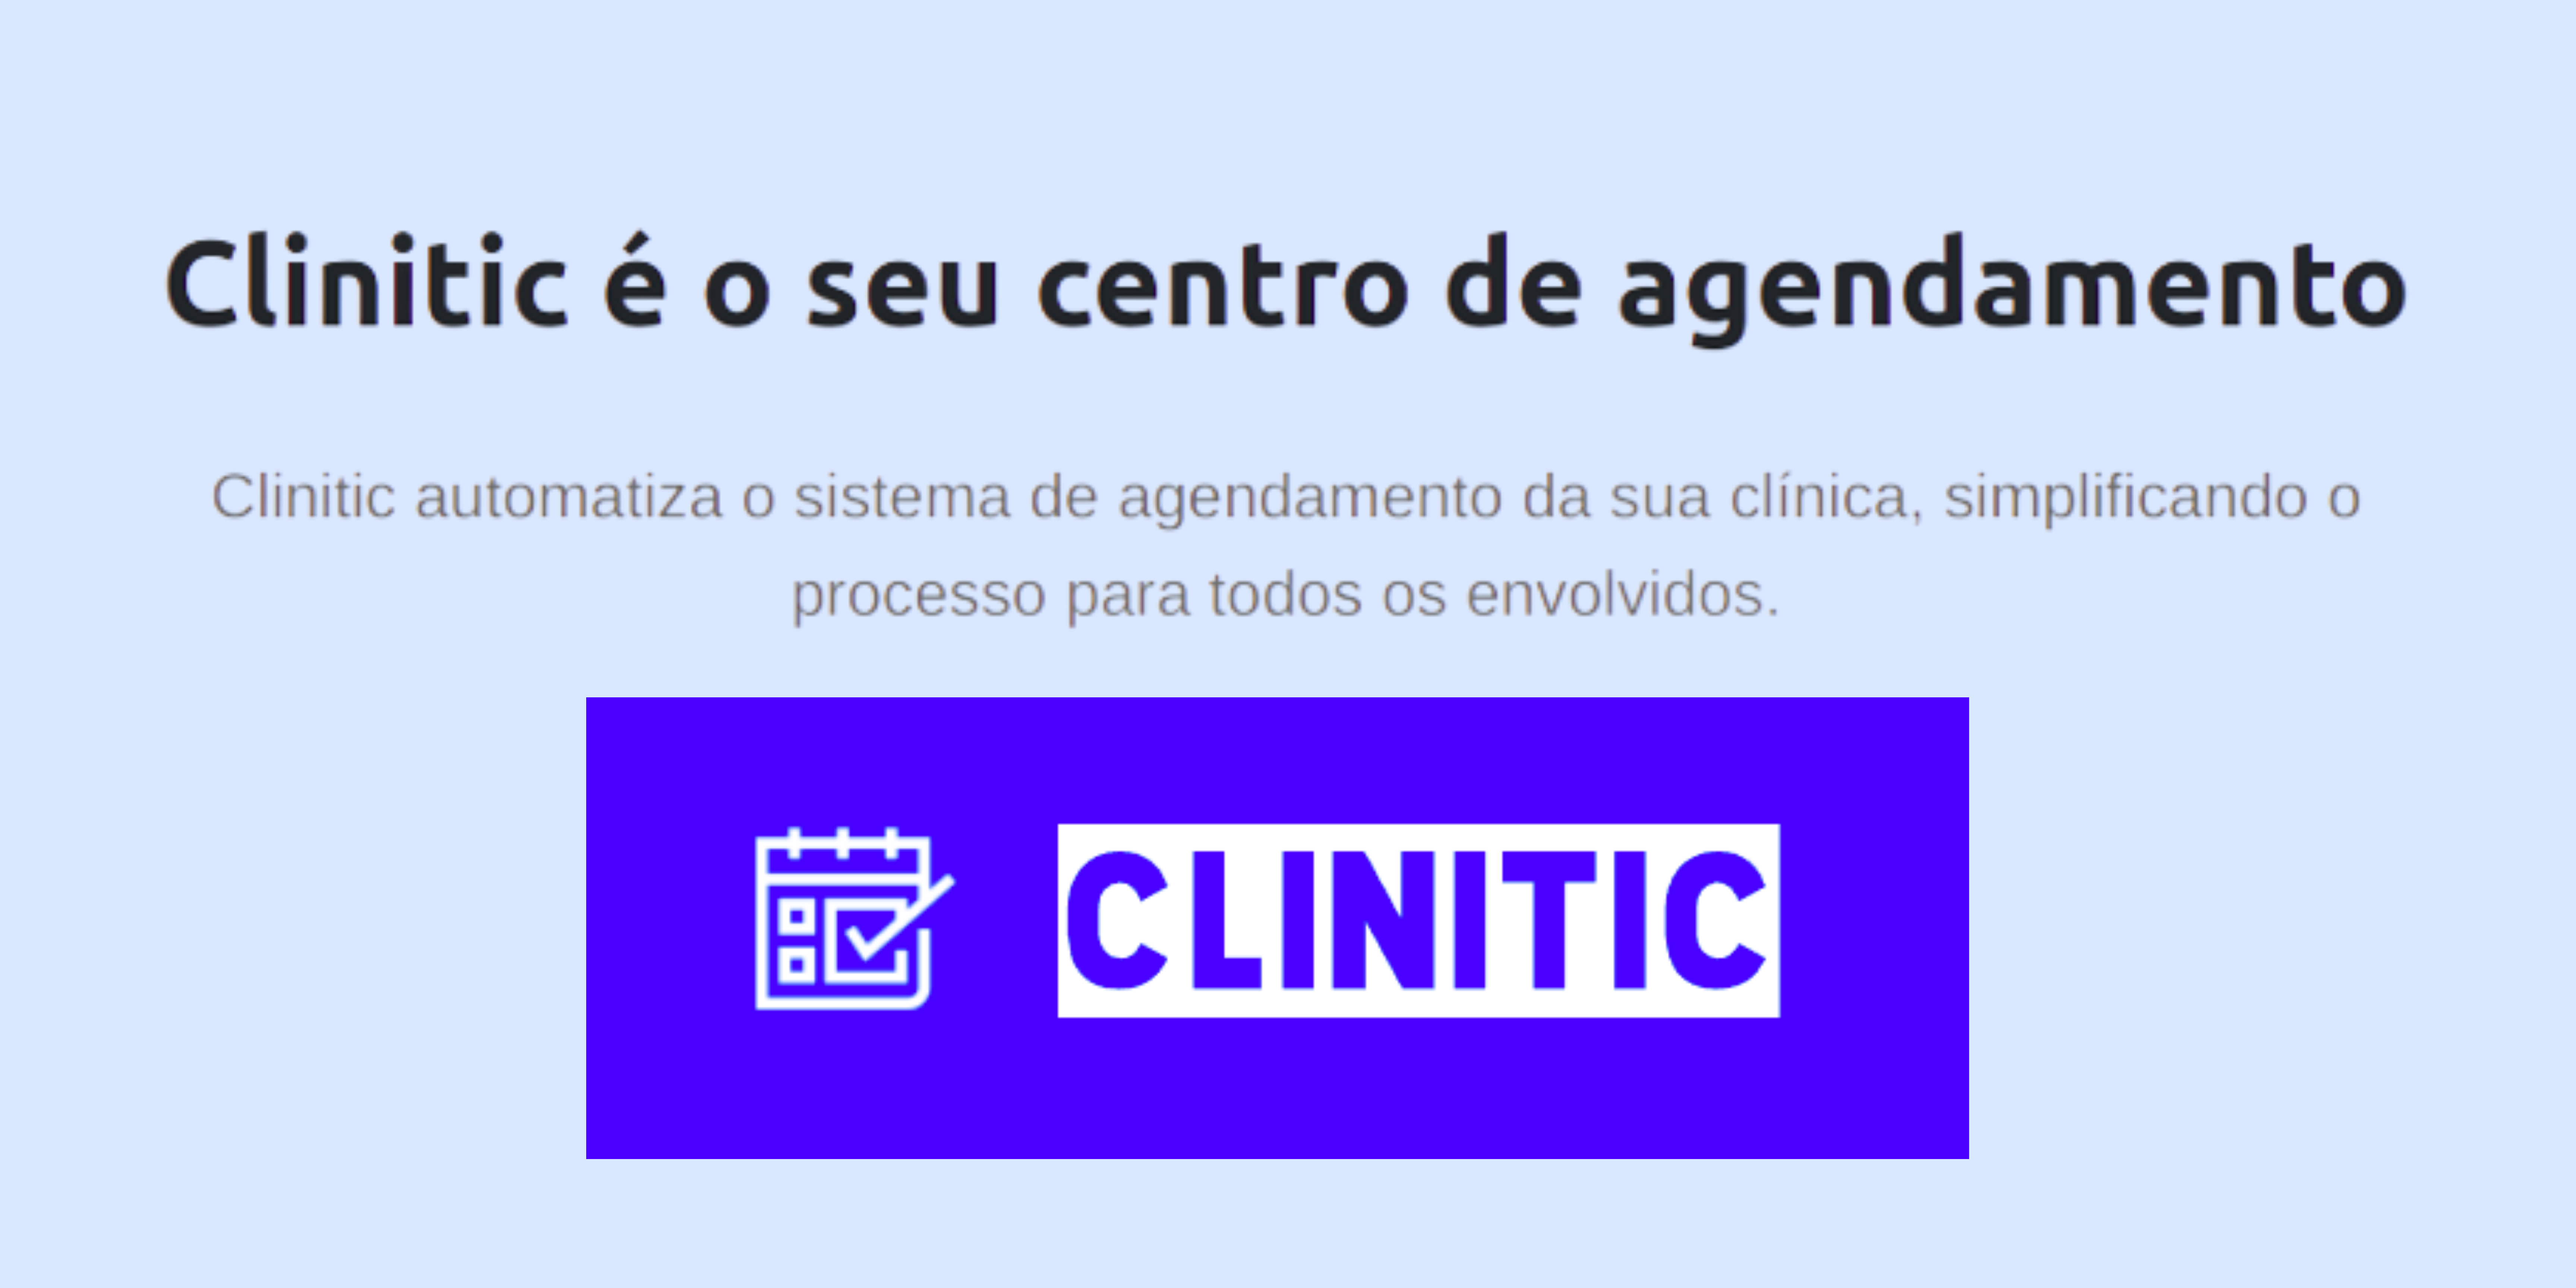 Clinitic é o seu centro de agendamento
Clinitic automatiza o sistema de agendamento da sua clínica, simplificando o
processo para todos os envolvidos.
CLINITIC